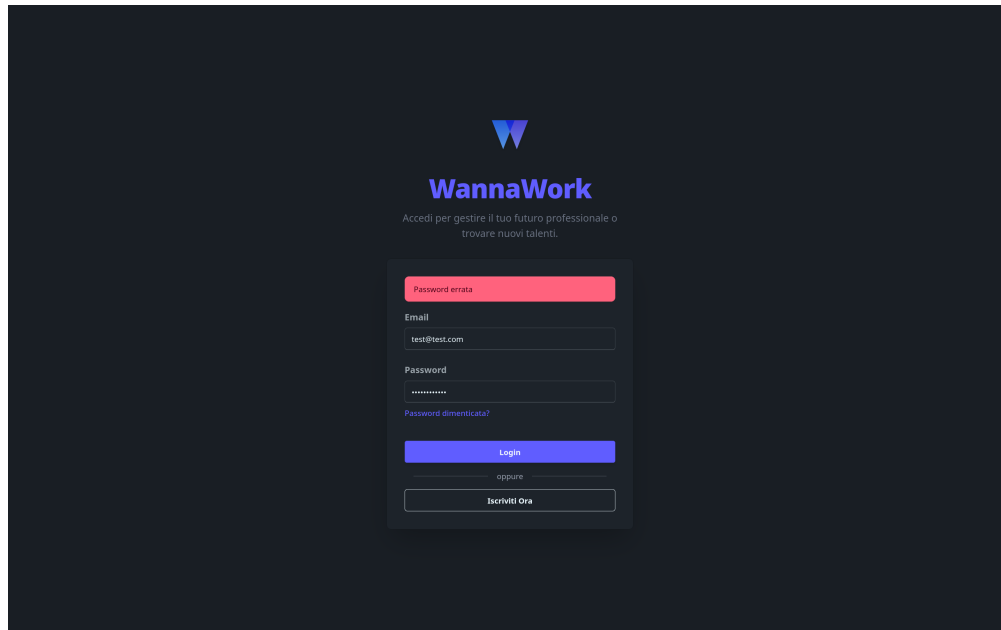 WannaWork
Accedi per gestire il tuo futuro professionale o
trovare nuovi talenti.
Password errata
Email
test@test.com
Password
••••••••••••
Password dimenticata?
Login
oppure
Iscriviti Ora